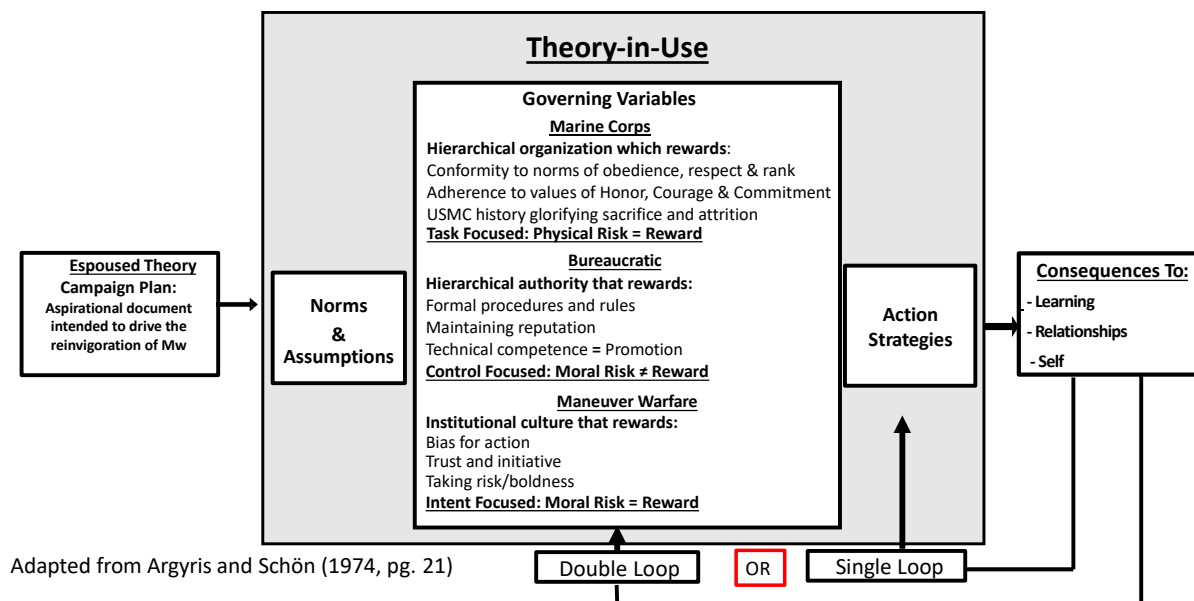 Theory-in-Use
Espoused Theory
Campaign Plan:
Aspirational document
intended to drive the
reinvigoration of Mw
Norms
&
Assumptions
Governing Variables
Marine Corps
Hierarchical organization which rewards:
Conformity to norms of obedience, respect & rank
Adherence to values of Honor, Courage & Commitment
USMC history glorifying sacrifice and attrition
Task Focused: Physical Risk = Reward
Bureaucratic
Hierarchical authority that rewards:
Formal procedures and rules
Maintaining reputation
Technical competence = Promotion
Control Focused: Moral Risk ≠ Reward
Maneuver Warfare
Institutional culture that rewards:
Bias for action
Trust and initiative
Taking risk/boldness
Intent Focused: Moral Risk = Reward
Action
Strategies
Consequences To:
- Learning
- Relationships
- Self
Adapted from Argyris and Schön (1974, pg. 21)
Double Loop
OR
Single Loop